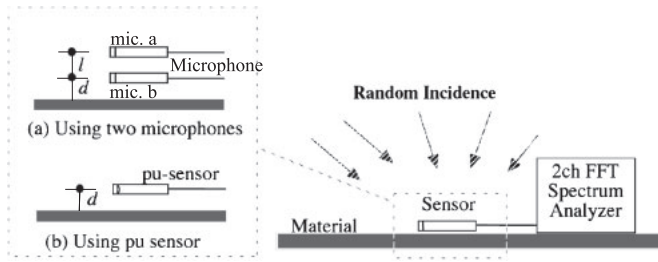 mic. a
l
Microphone
d
mic. b
(a) Using two microphones
pu-sensor
d
(b) Using pu sensor
Random Incidence
Sensor
Material
2ch FFT
Spectrum
Analyzer